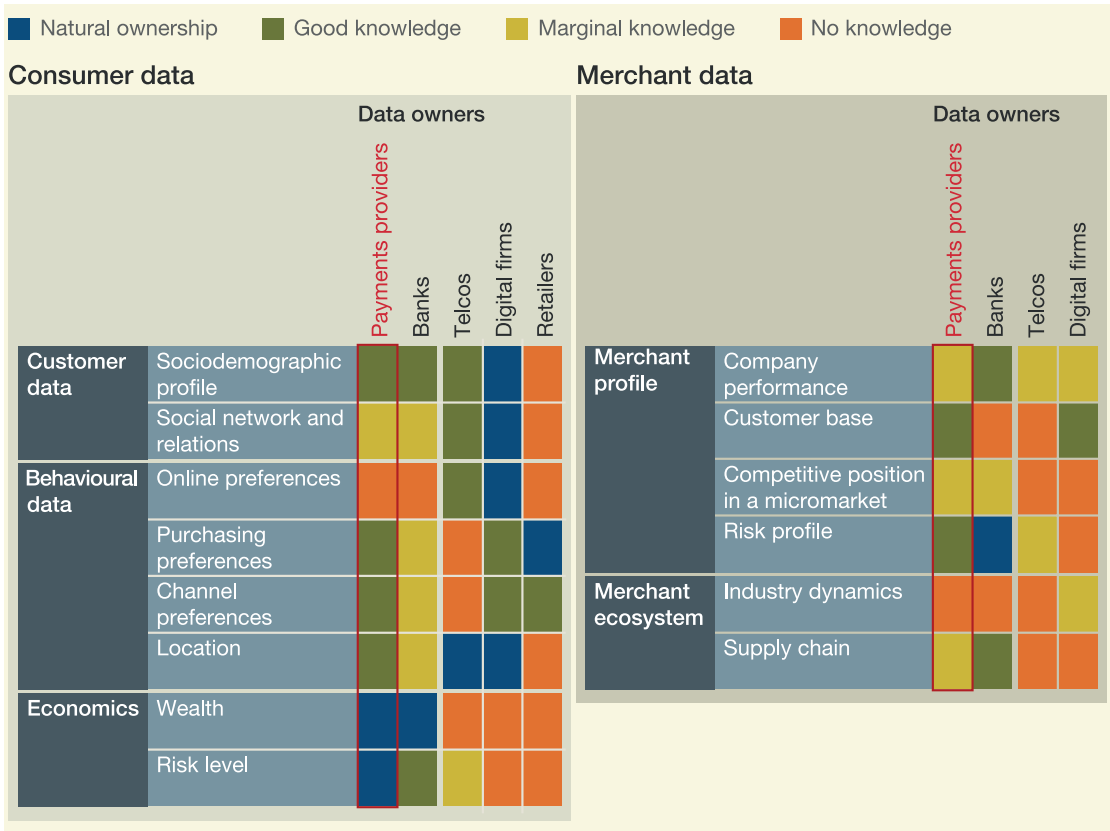 Natural ownership
Good knowledge
Marginal knowledge
No knowledge
Consumer data
Data owners
Payments providers
Banks
Telcos
Digital firms
Retailers
Customer
data
Sociodemographic
profile
Social network and
relations
Behavioural
data
Online preferences
Purchasing
preferences
Channel
preferences
Location
Economics
Wealth
Risk level
Merchant data
Data owners
Payments providers
Banks
Telcos
Digital firms
Merchant
profile
Company
performance
Customer base
Competitive position
in a micromarket
Risk profile
Merchant
ecosystem
Industry dynamics
Supply chain